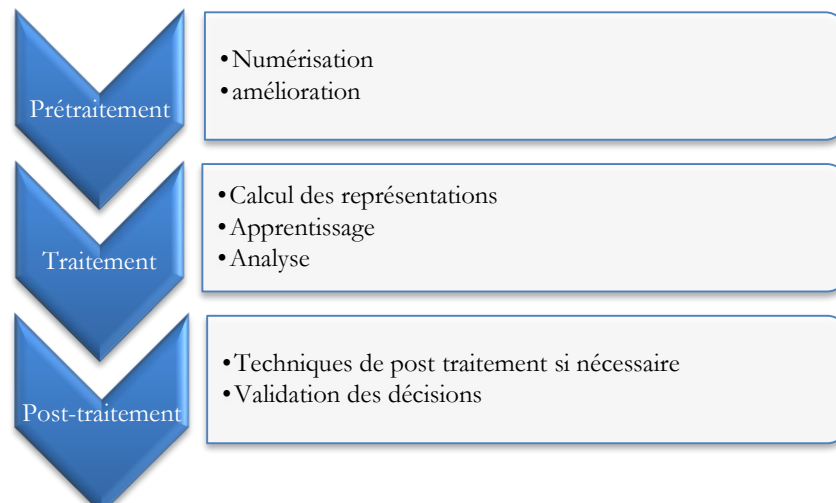 Prétraitement
•Numérisation
•amélioration
Traitement
•Calcul des représentations
•Apprentissage
•Analyse
Post-traitement
•Techniques de post traitement si nécessaire
•Validation des décisions